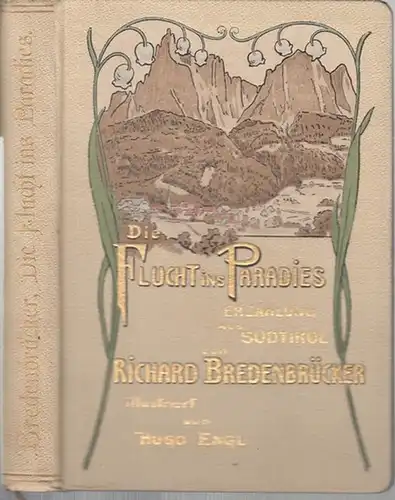 Bredenbrücker, Die Flucht ins Paradies.
Die
Flucht ins Paradies
Erzählung
aus
Südtirol
von
Richard Bredenbrücker
Illustriert
von
Hugo Engl